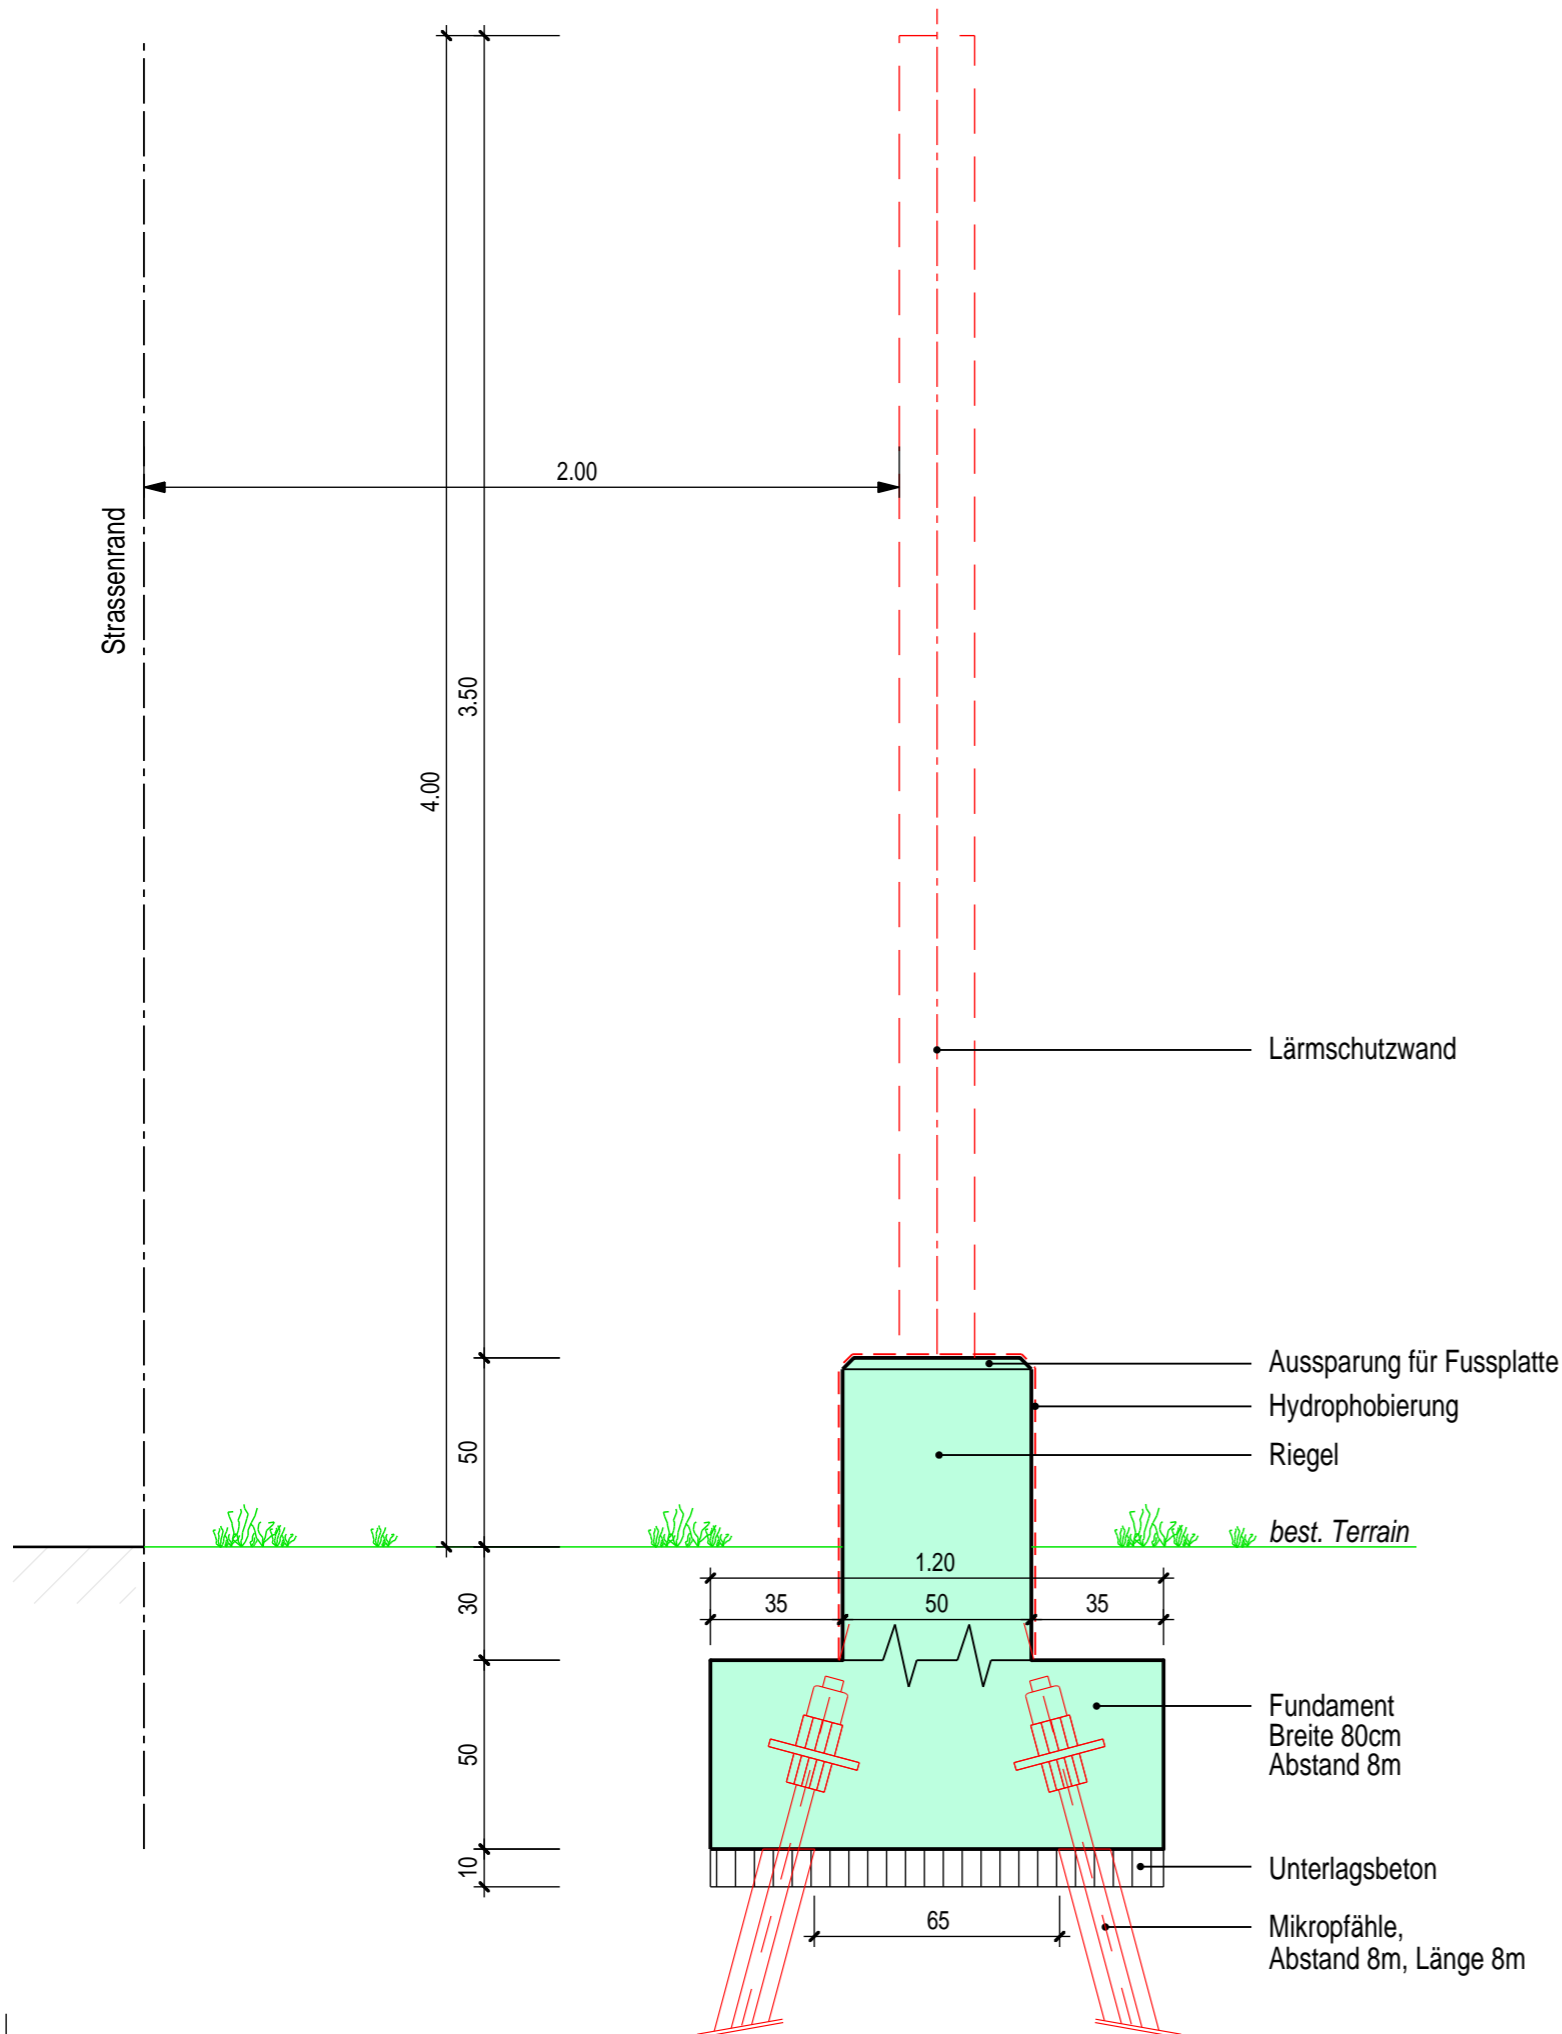 2.00
Strassenrand
3.50
4.00
Lärmschutzwand
Aussparung für Fussplatte
Hydrophobierung
50
Riegel
best. Terrain
1.20
30
35
50
35
Fundament
Breite 80cm
Abstand 8m
50
10
Unterlagsbeton
65
Mikropfähle,
Abstand 8m, Länge 8m